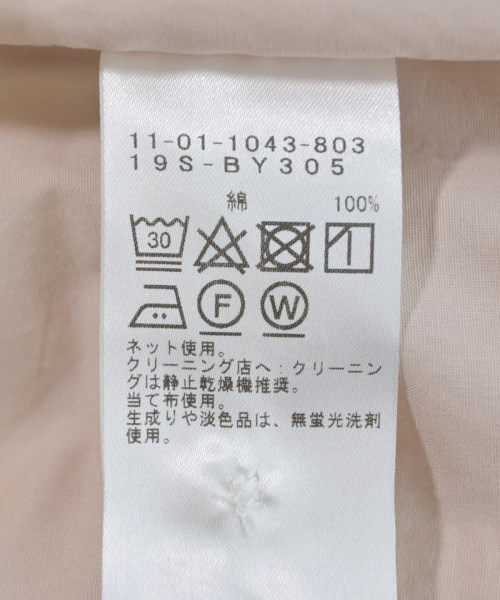 11-01-1043-803
19S-BY305
綿 100%
30
F W
ネット使用。
クリーニング店へ:クリーニン
グは静止乾燥機推奨。
当て布使用。
生成りや淡色品は、無蛍光洗剤
使用。